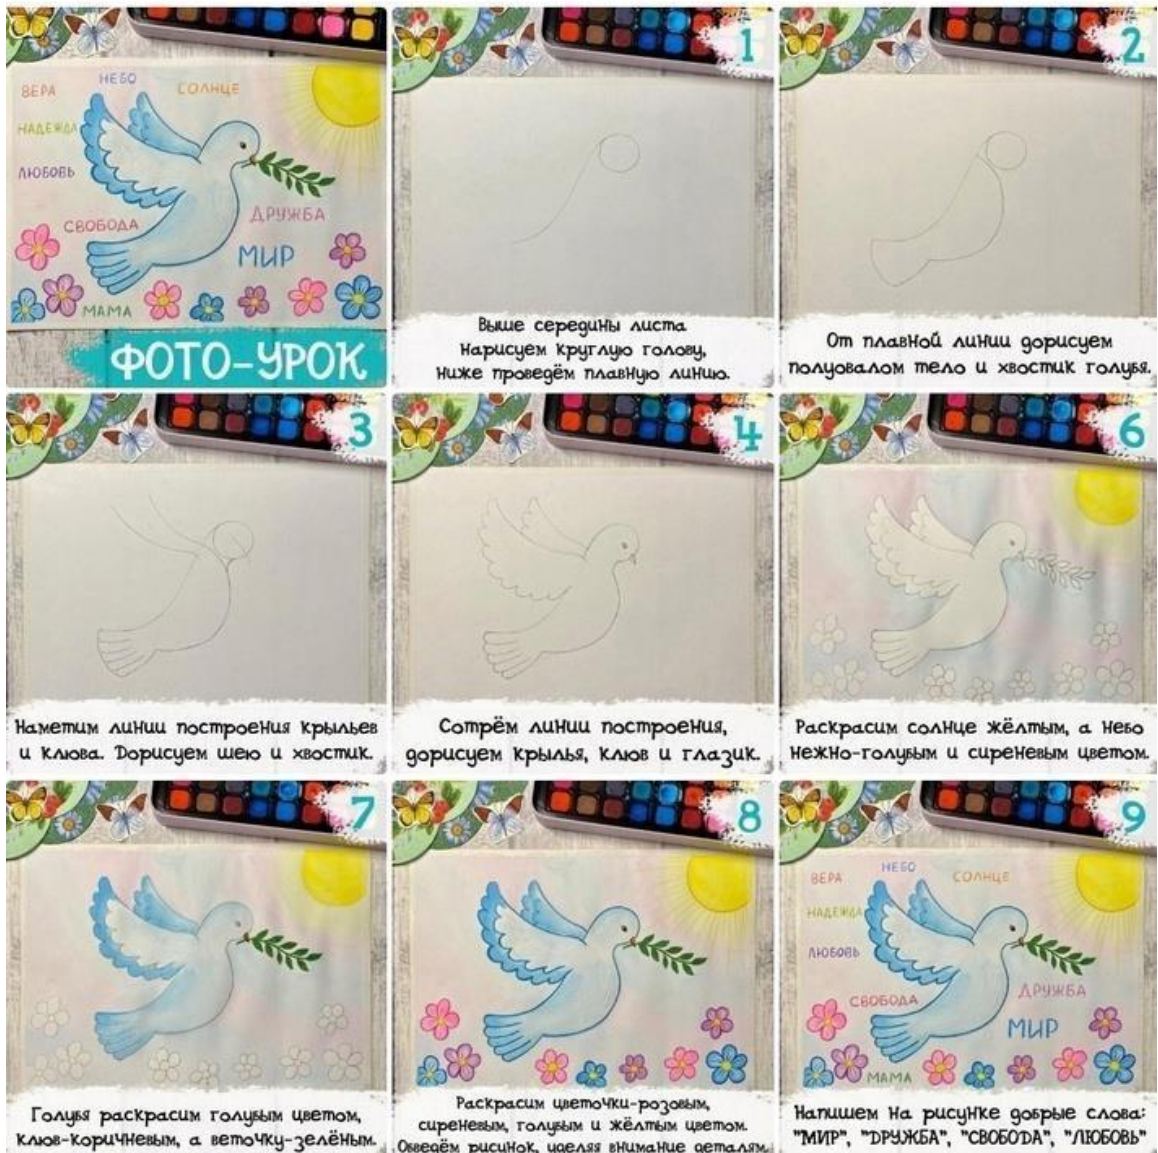 ВЕРА
НЕБО
СОЛНЦЕ
НАДЕЖДА
ЛЮБОВЬ
СВОБОДА
ДРУЖБА
МИР
МАМА
ФОТО-УРОК
1
Выше середины листа
нарисуем круглую голову,
ниже проведём плавную линию.
2
От плавной линии дорисуем
полуовалом тело и хвостик голубя.
3
Наметим линии построения крыльев
и клюва. Дорисуем шею и хвостик.
4
Сотрём линии построения,
дорисуем крылья, клюв и глазик.
6
Раскрасим солнце жёлтым, а небо
нежно-голубым и сиреневым цветом.
7
Голубя раскрасим голубым цветом,
клюв-коричневым, а веточку-зелёным.
8
Раскрасим цветочки-розовым,
сиреневым, голубым и жёлтым цветом.
Обведём рисунок, уделяя внимание деталям.
9
ВЕРА
НЕБО
СОЛНЦЕ
НАДЕЖДА
ЛЮБОВЬ
СВОБОДА
ДРУЖБА
МИР
МАМА
Напишем на рисунке добрые слова:
"МИР", "ДРУЖБА", "СВОБОДА", "ЛЮБОВЬ"